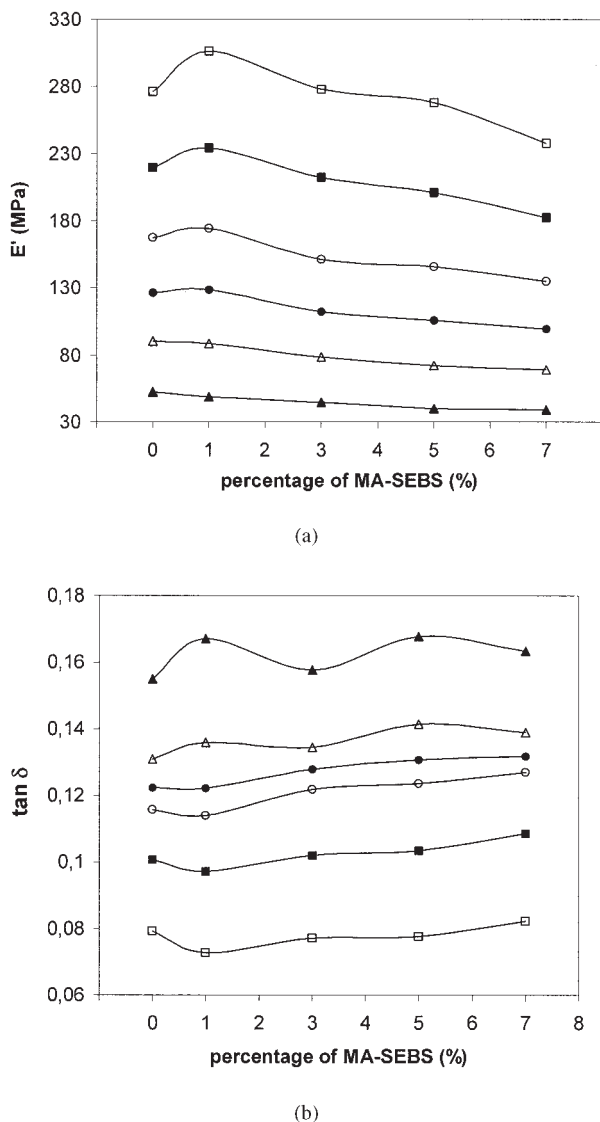 330
280
230
180
130
80
30
E' (MPa)
0 1 2 3 4 5 6 7
percentage of MA-SEBS (%)
(a)
0,18
0,16
0,14
0,12
0,1
0,08
0,06
tan δ
0 1 2 3 4 5 6 7 8
percentage of MA-SEBS (%)
(b)